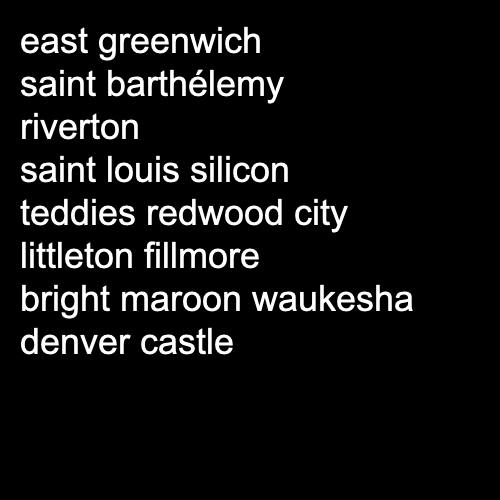 east greenwich
saint barthélemy
riverton
saint louis silicon
teddies redwood city
littleton fillmore
bright maroon waukesha
denver castle